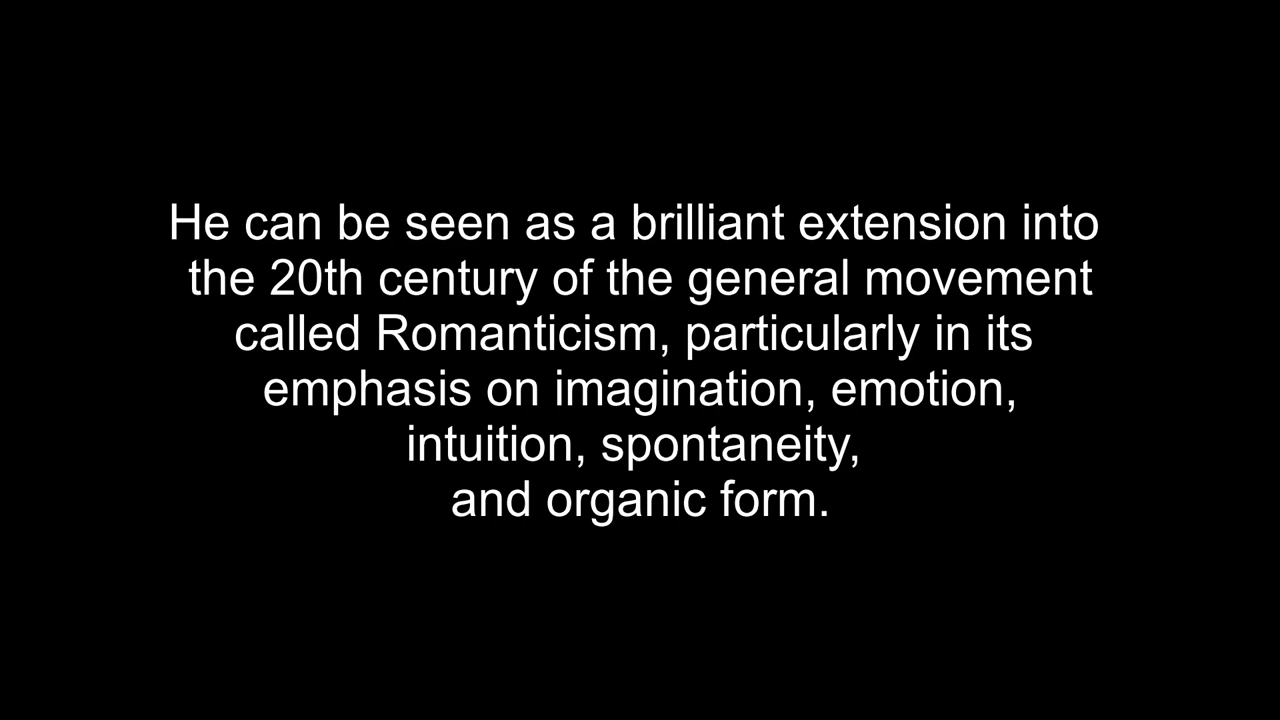 He can be seen as a brilliant extension into
the 20th century of the general movement
called Romanticism, particularly in its
emphasis on imagination, emotion,
intuition, spontaneity,
and organic form.